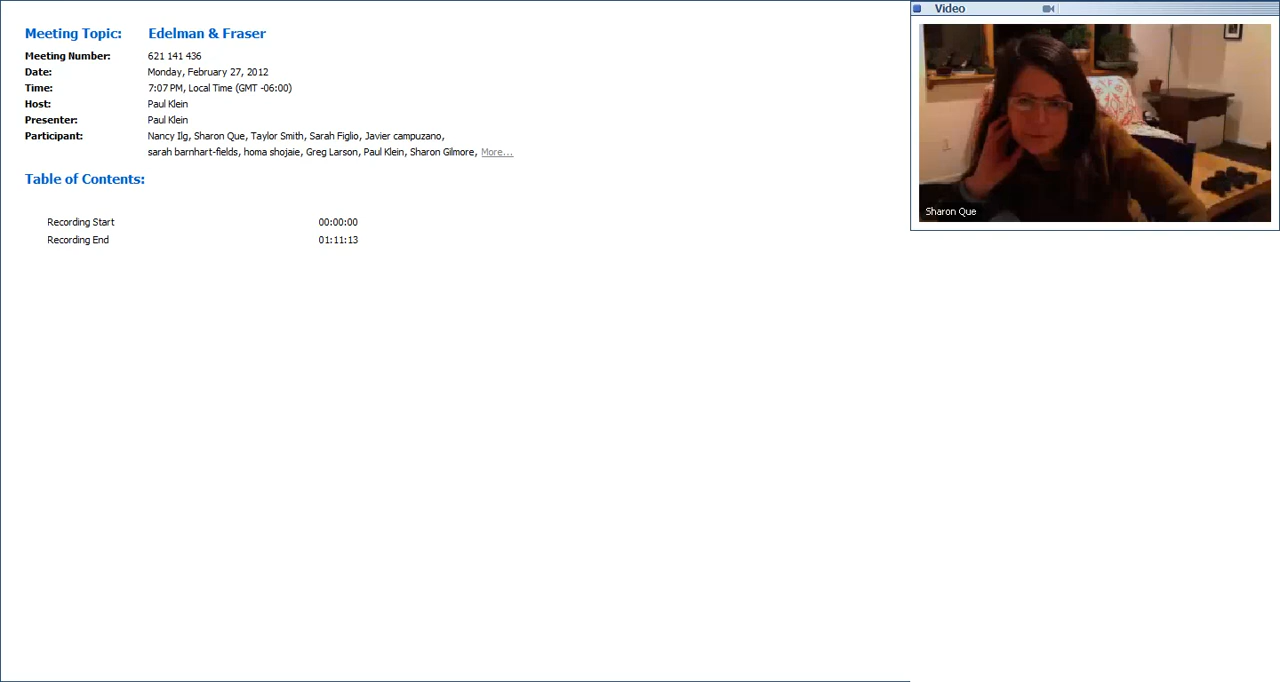 Meeting Topic: Edelman & Fraser
Meeting Number: 621 141 436
Date: Monday, February 27, 2012
Time: 7:07 PM, Local Time (GMT -06:00)
Host: Paul Klein
Presenter: Paul Klein
Participant: Nancy Ilg, Sharon Que, Taylor Smith, Sarah Figlio, Javier campuzano,
sarah barnhart-fields, homa shojaie, Greg Larson, Paul Klein, Sharon Gilmore, More...
Table of Contents:
Recording Start 00:00:00
Recording End 01:11:13
Video
Sharon Que